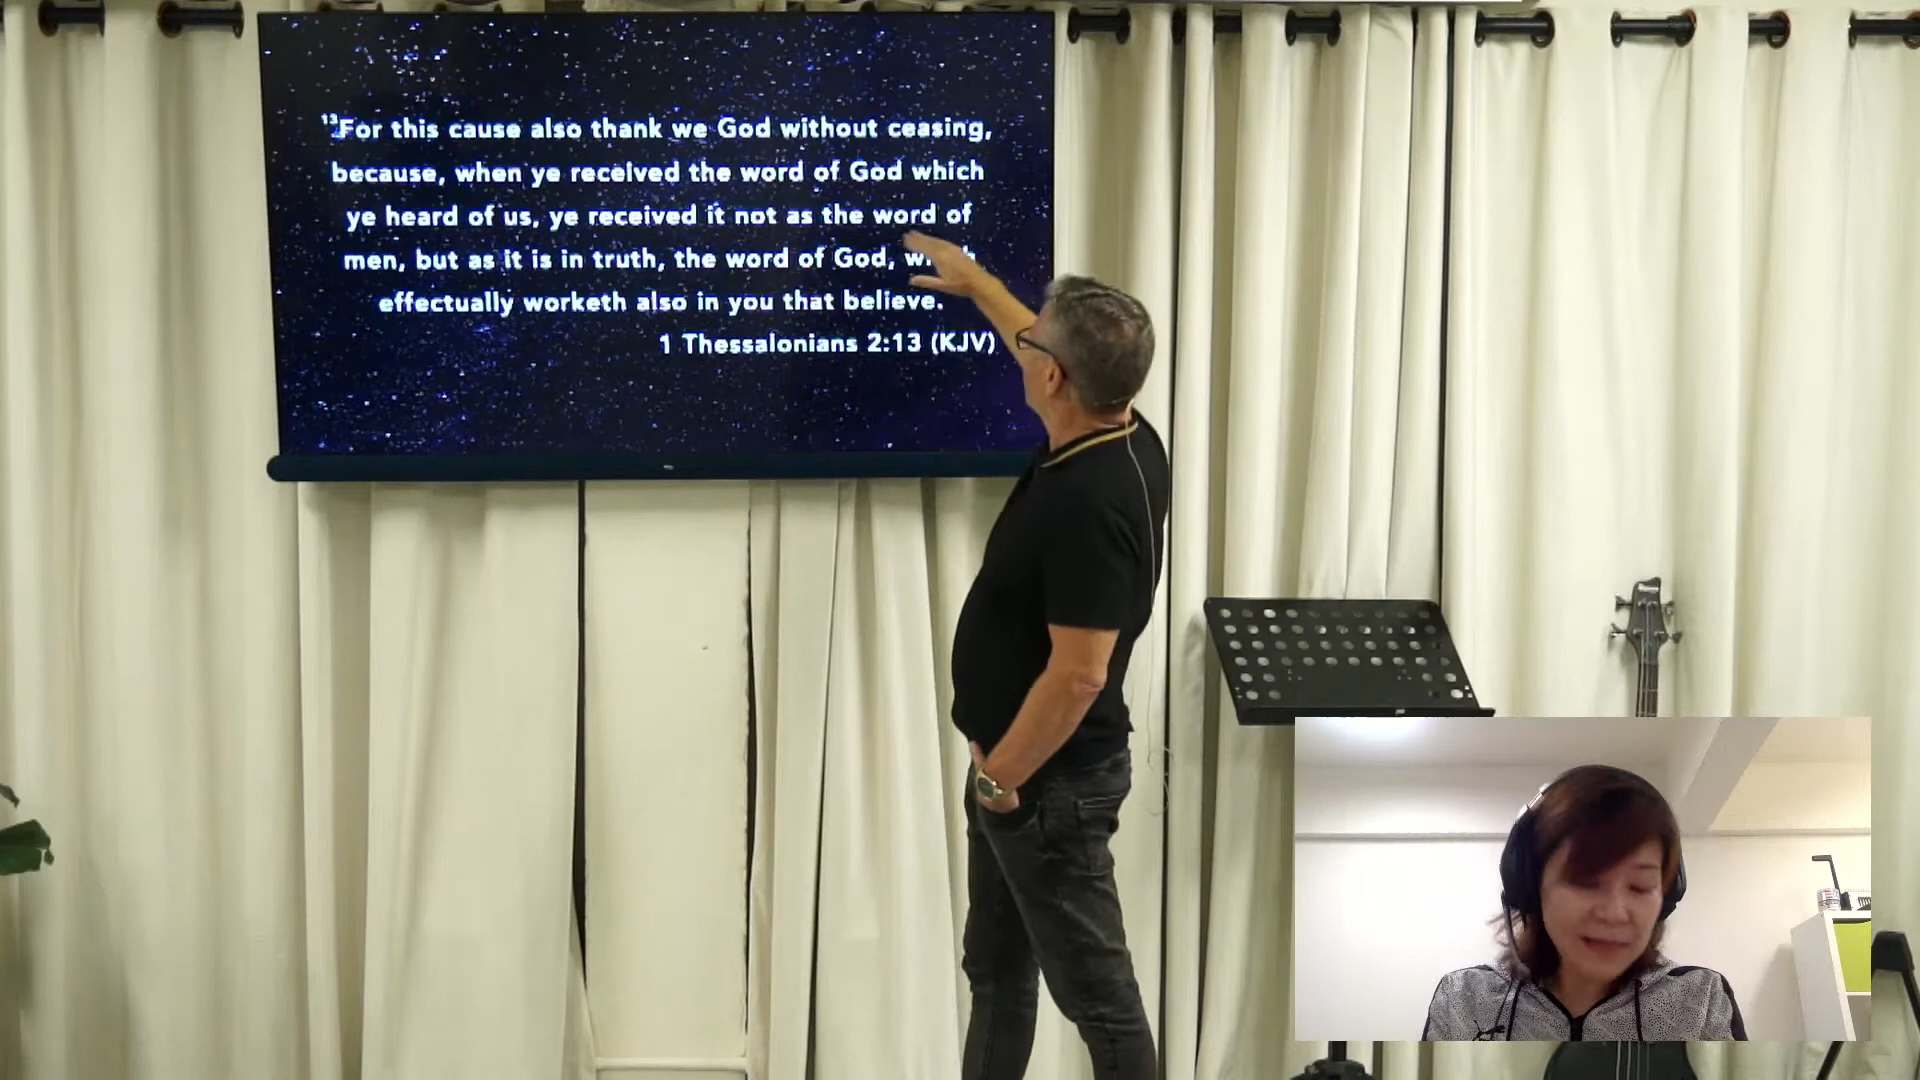 ¹³For this cause also thank we God without ceasing,
because, when ye received the word of God which
ye heard of us, ye received it not as the word of
men, but as it is in truth, the word of God,
effectually worketh also in you that believe.
1 Thessalonians 2:13 (KJV)